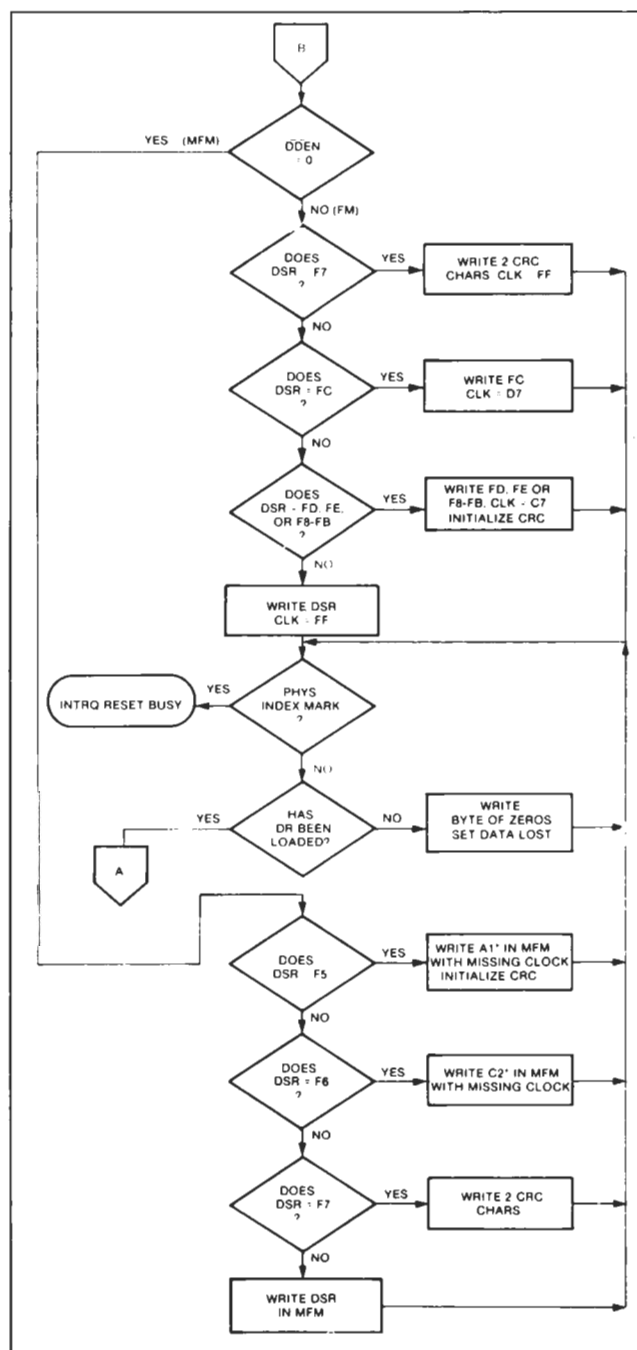 B
YES (MFM)
DDEN
= 0
NO (FM)
DOES
DSR F7
?
YES
WRITE 2 CRC
CHARS CLK FF
NO
DOES
DSR = FC
?
YES
WRITE FC
CLK = D7
NO
DOES
DSR - FD, FE,
OR F8-FB
?
YES
WRITE FD, FE OR
F8-FB, CLK - C7
INITIALIZE CRC
NO
WRITE DSR
CLK - FF
PHYS
INDEX MARK
?
YES
INTRQ RESET BUSY
NO
HAS
DR BEEN
LOADED?
YES
A
NO
WRITE
BYTE OF ZEROS
SET DATA LOST
DOES
DSR F5
?
YES
WRITE A1* IN MFM
WITH MISSING CLOCK
INITIALIZE CRC
NO
DOES
DSR = F6
?
YES
WRITE C2* IN MFM
WITH MISSING CLOCK
NO
DOES
DSR = F7
?
YES
WRITE 2 CRC
CHARS
NO
WRITE DSR
IN MFM